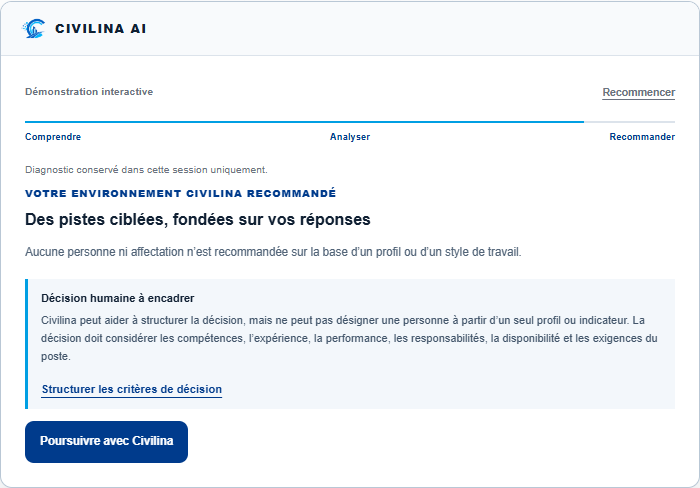 CIVILINA AI
Démonstration interactive
Recommencer
Comprendre
Analyser
Recommander
Diagnostic conservé dans cette session uniquement.
VOTRE ENVIRONNEMENT CIVILINA RECOMMANDÉ
Des pistes ciblées, fondées sur vos réponses
Aucune personne ni affectation n’est recommandée sur la base d’un profil ou d’un style de travail.
Décision humaine à encadrer
Civilina peut aider à structurer la décision, mais ne peut pas désigner une personne à partir d’un seul profil ou indicateur. La
décision doit considérer les compétences, l’expérience, la performance, les responsabilités, la disponibilité et les exigences du
poste.
Structurer les critères de décision
Poursuivre avec Civilina